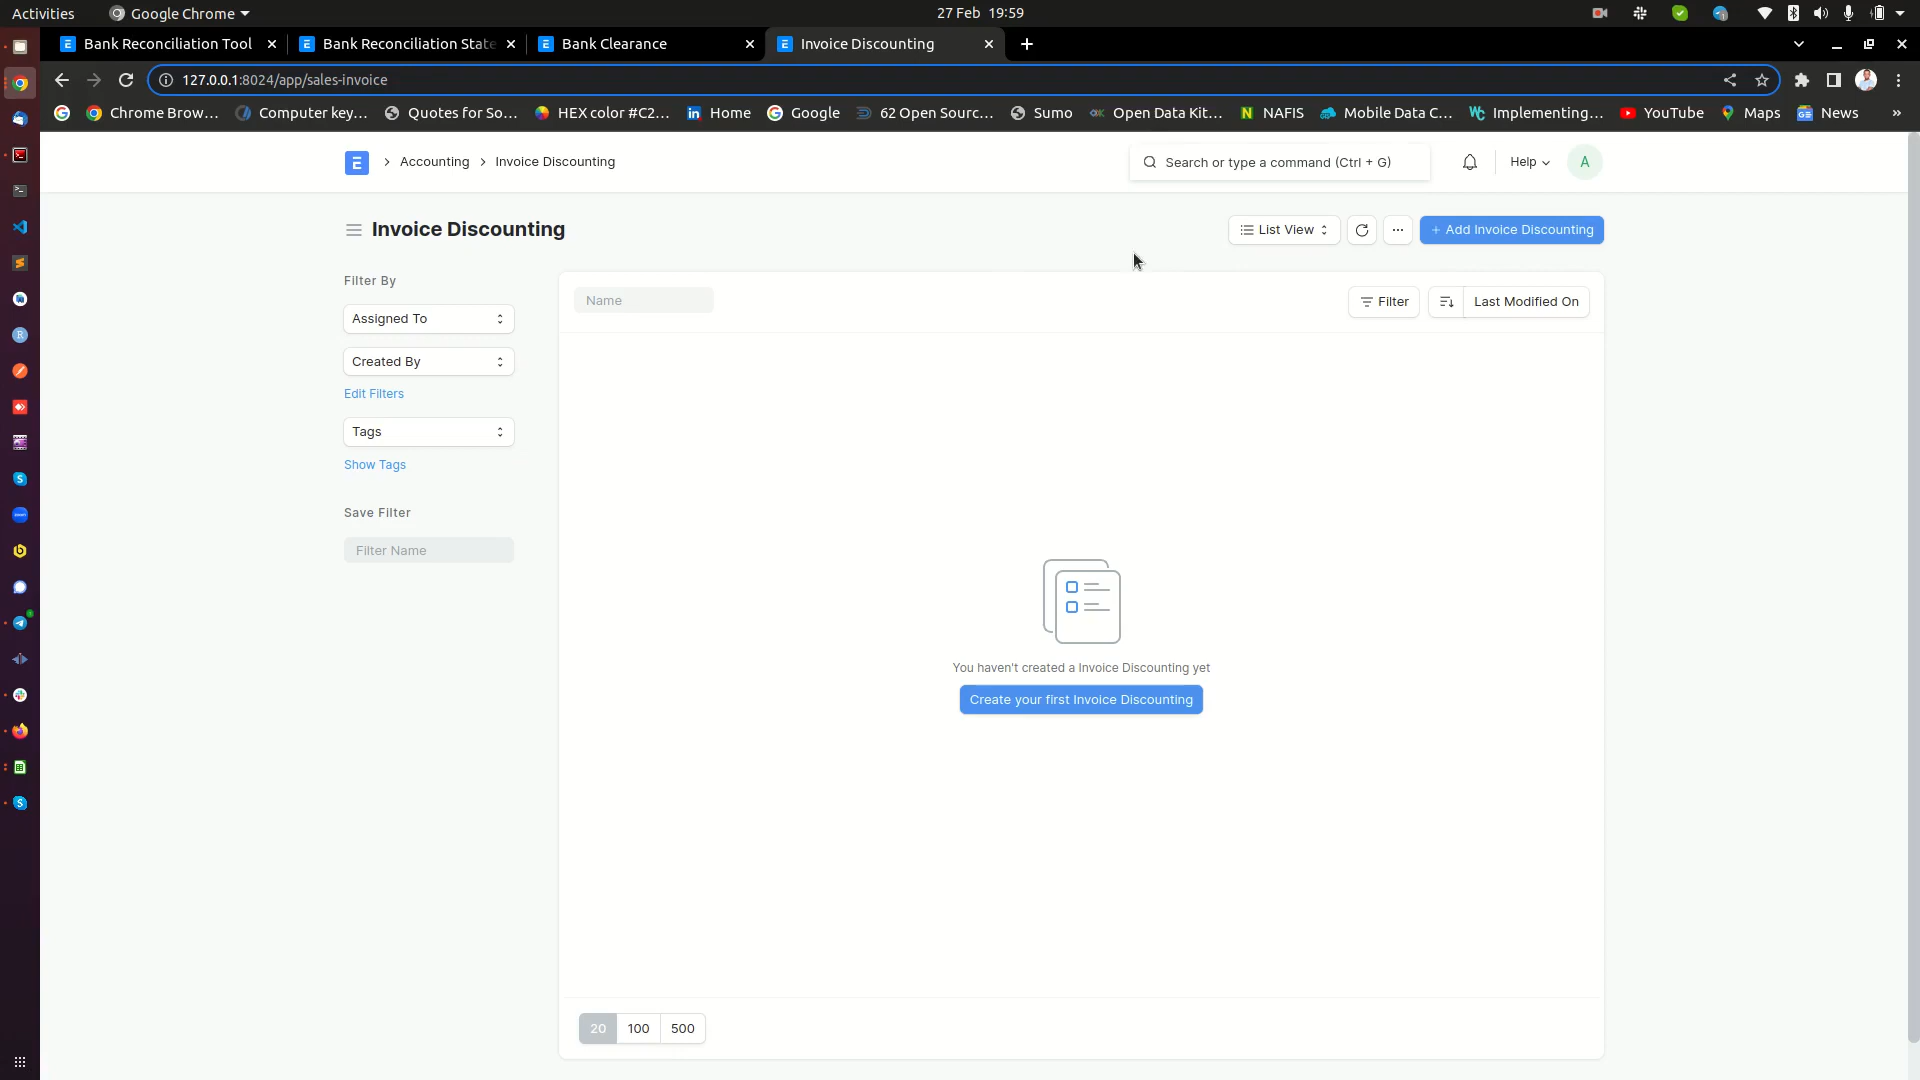 Activities
Google Chrome
27 Feb 19:59
Bank Reconciliation Tool
Bank Reconciliation State
Bank Clearance
Invoice Discounting
127.0.0.1:8024/app/sales-invoice
Chrome Brow...
Computer key...
Quotes for So...
HEX color #C2...
Home
Google
62 Open Sourc...
Sumo
Open Data Kit...
NAFIS
Mobile Data C...
Implementing...
YouTube
Maps
News
»
E
Accounting
Invoice Discounting
Search or type a command (Ctrl + G)
Help
A
Invoice Discounting
List View
+ Add Invoice Discounting
Filter By
Assigned To
Created By
Edit Filters
Tags
Show Tags
Save Filter
Filter Name
Name
Filter
Last Modified On
You haven't created a Invoice Discounting yet
Create your first Invoice Discounting
20
100
500